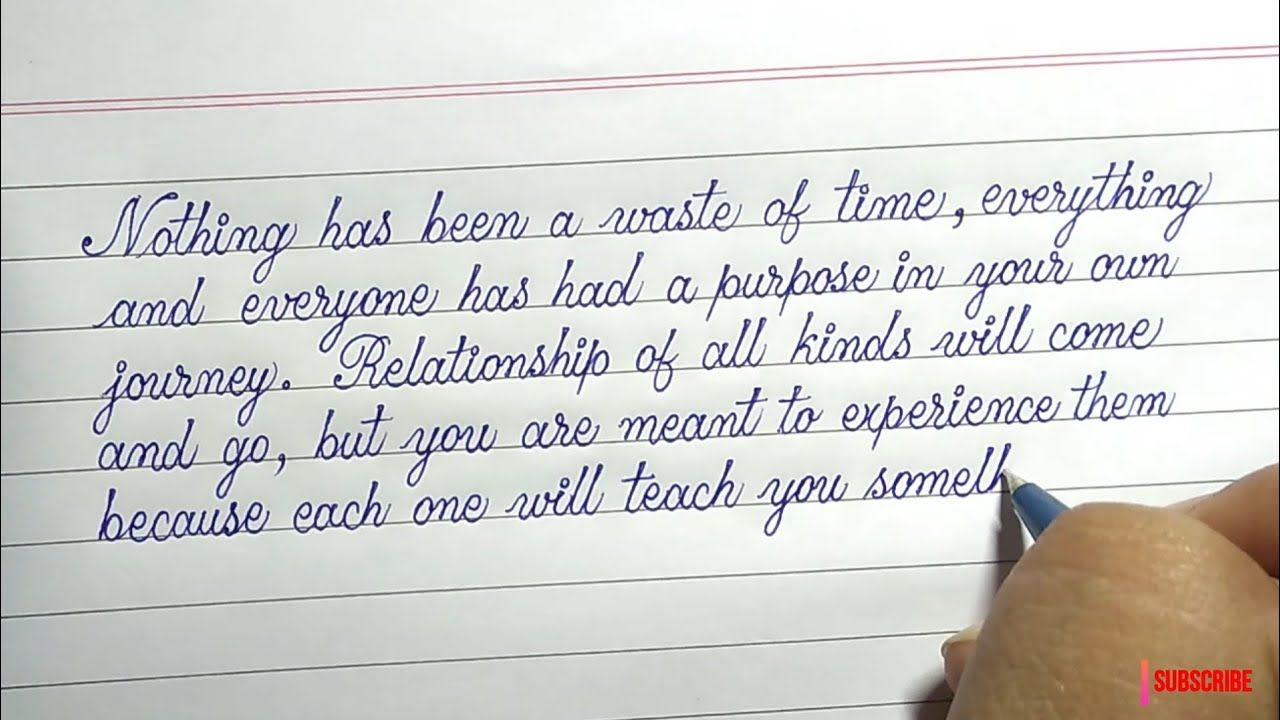 Nothing has been a waste of time, everything
and everyone has had a purpose in your own
journey. Relationship of all kinds will come
and go, but you are meant to experience them
because each one will teach you
SUBSCRIBE